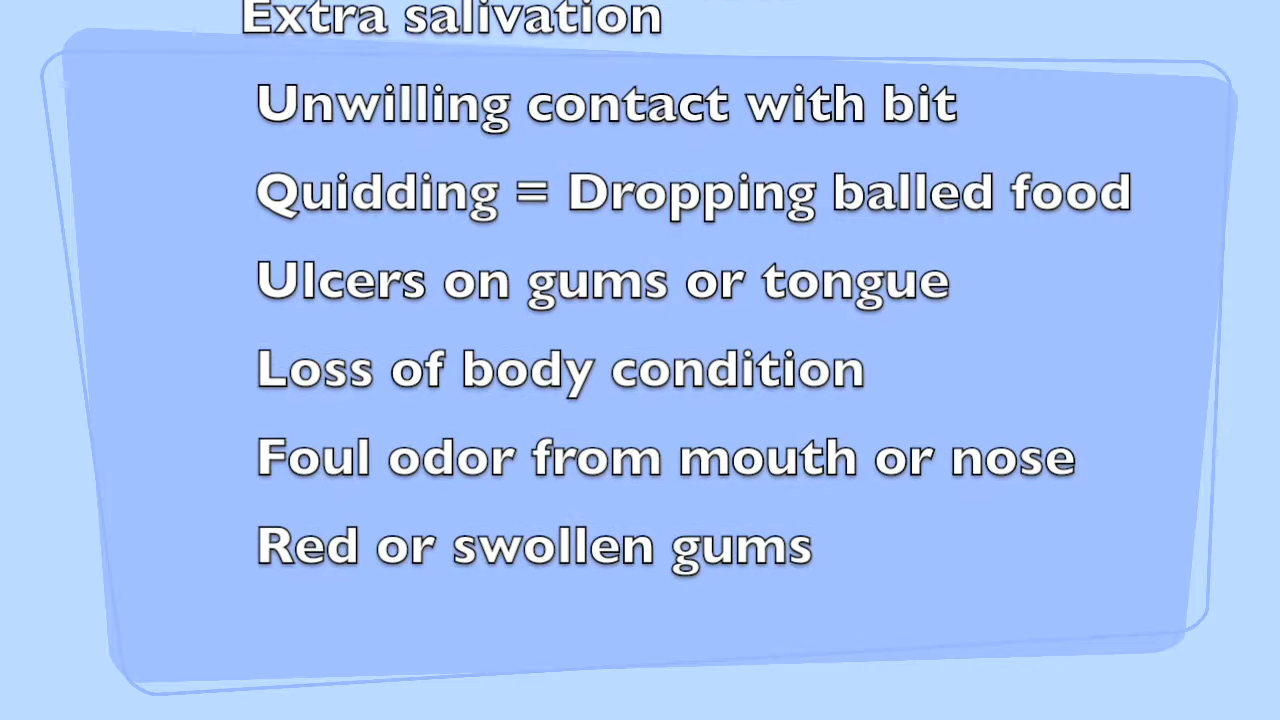 Extra salivation
Unwilling contact with bit
Quidding = Dropping balled food
Ulcers on gums or tongue
Loss of body condition
Foul odor from mouth or nose
Red or swollen gums